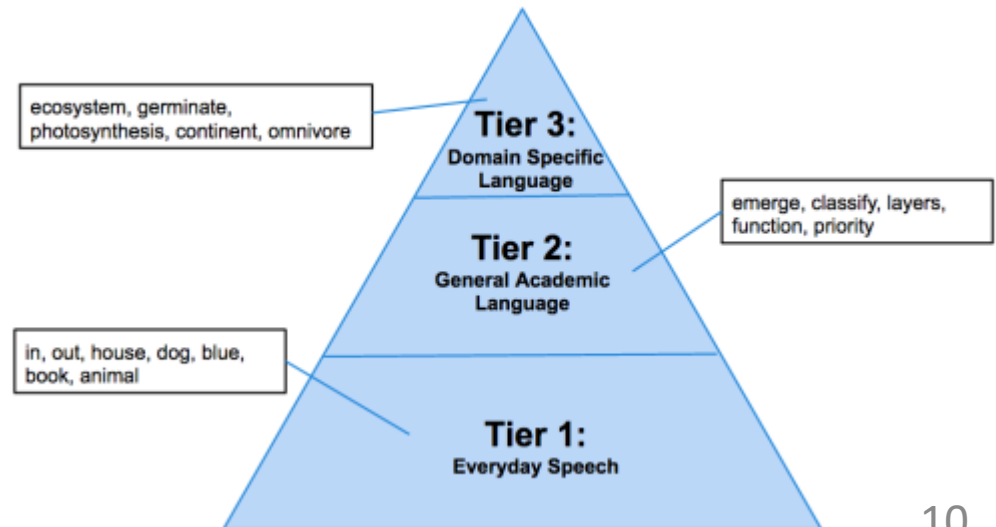 ecosystem, germinate,
photosynthesis, continent, omnivore
Tier 3:
Domain Specific
Language
emerge, classify, layers,
function, priority
Tier 2:
General Academic
Language
in, out, house, dog, blue,
book, animal
Tier 1:
Everyday Speech
10